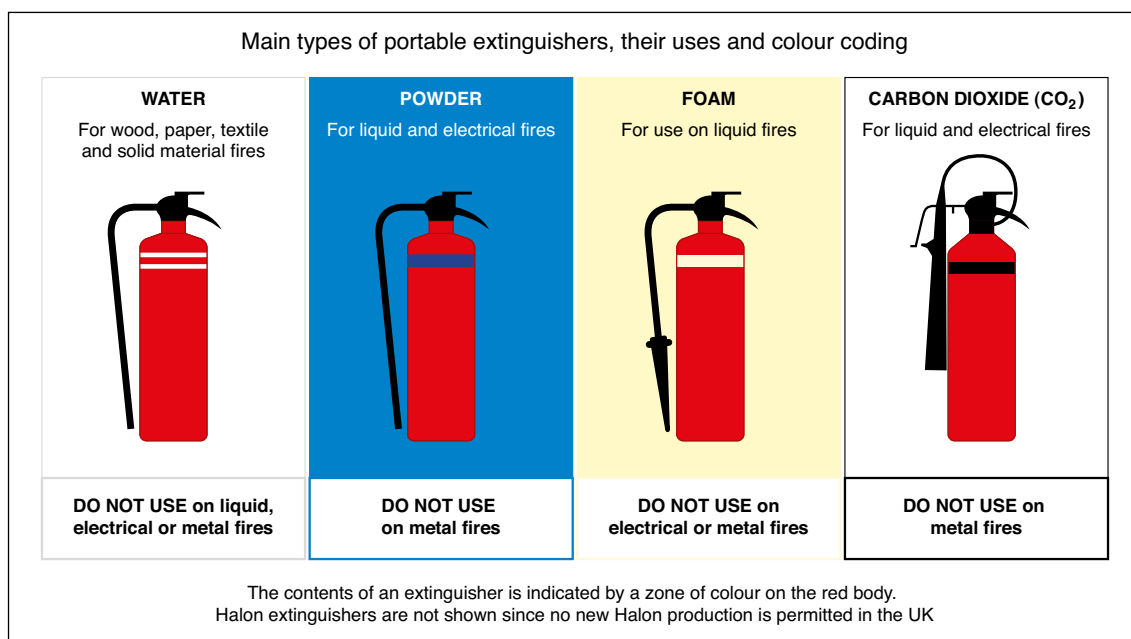 Main types of portable extinguishers, their uses and colour coding
WATER
For wood, paper, textile
and solid material fires
POWDER
For liquid and electrical fires
FOAM
For use on liquid fires
CARBON DIOXIDE (CO₂)
For liquid and electrical fires
DO NOT USE on liquid,
electrical or metal fires
DO NOT USE
on metal fires
DO NOT USE on
electrical or metal fires
DO NOT USE on
metal fires
The contents of an extinguisher is indicated by a zone of colour on the red body.
Halon extinguishers are not shown since no new Halon production is permitted in the UK